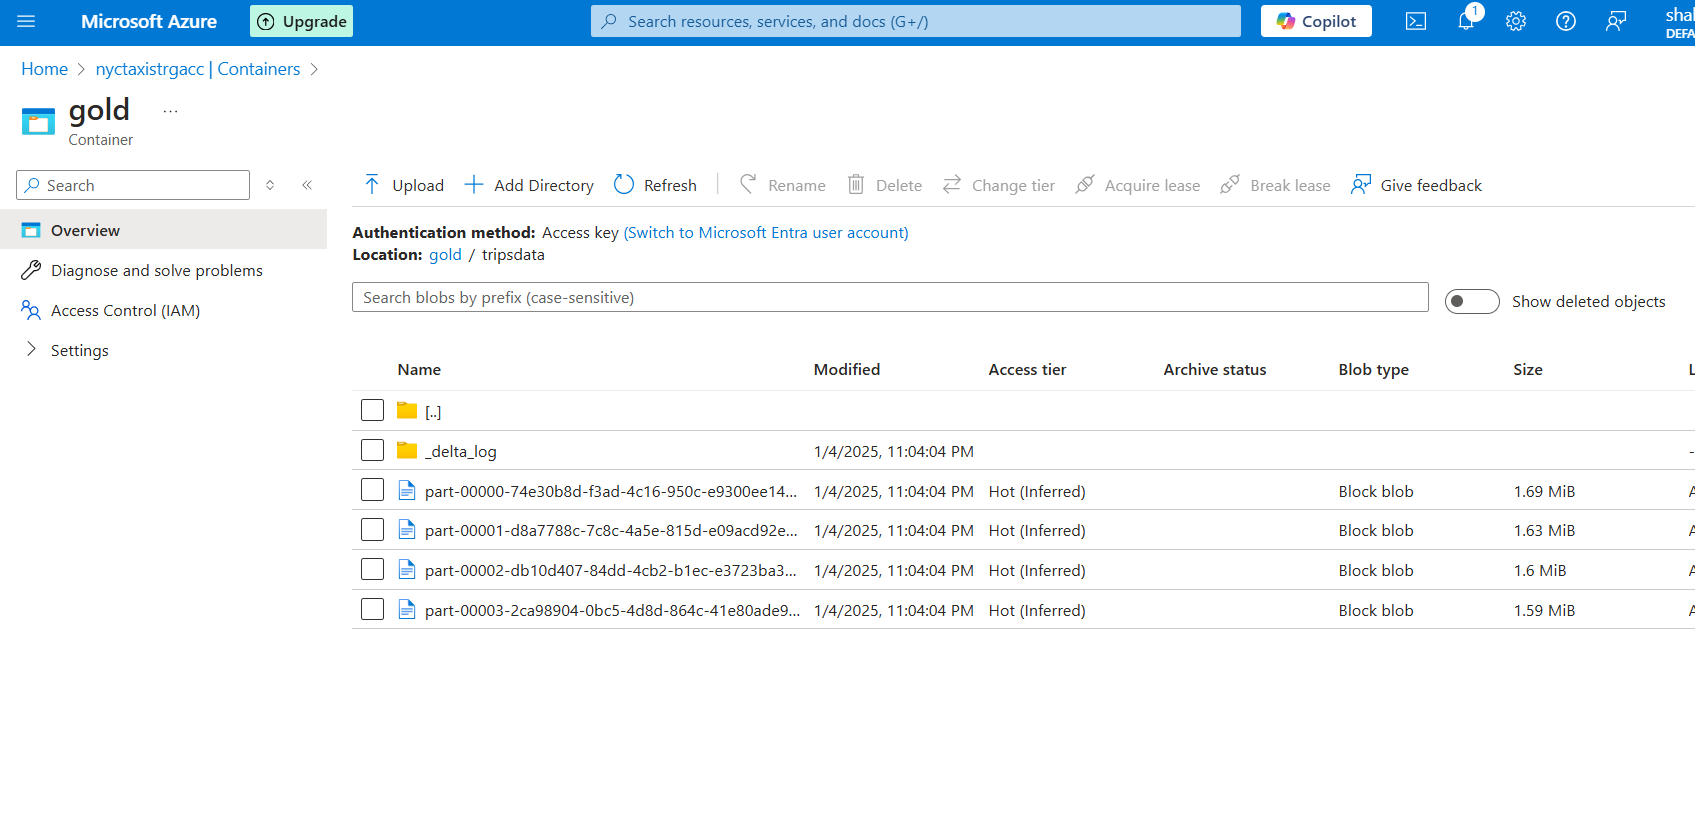 Microsoft Azure
Upgrade
Search resources, services, and docs (G+/)
Copilot
1
Home > nyctaxistrgacc | Containers >
gold ...
Container
Search
Overview
Diagnose and solve problems
Access Control (IAM)
Settings
Upload
Add Directory
Refresh
Rename
Delete
Change tier
Acquire lease
Break lease
Give feedback
Authentication method: Access key (Switch to Microsoft Entra user account)
Location: gold / tripsdata
Search blobs by prefix (case-sensitive)
Show deleted objects
Name Modified Access tier Archive status Blob type Size
[..]
_delta_log 1/4/2025, 11:04:04 PM -
part-00000-74e30b8d-f3ad-4c16-950c-e9300ee14... 1/4/2025, 11:04:04 PM Hot (Inferred) Block blob 1.69 MiB
part-00001-d8a7788c-7c8c-4a5e-815d-e09acd92e... 1/4/2025, 11:04:04 PM Hot (Inferred) Block blob 1.63 MiB
part-00002-db10d407-84dd-4cb2-b1ec-e3723ba3... 1/4/2025, 11:04:04 PM Hot (Inferred) Block blob 1.6 MiB
part-00003-2ca98904-0bc5-4d8d-864c-41e80ade9... 1/4/2025, 11:04:04 PM Hot (Inferred) Block blob 1.59 MiB